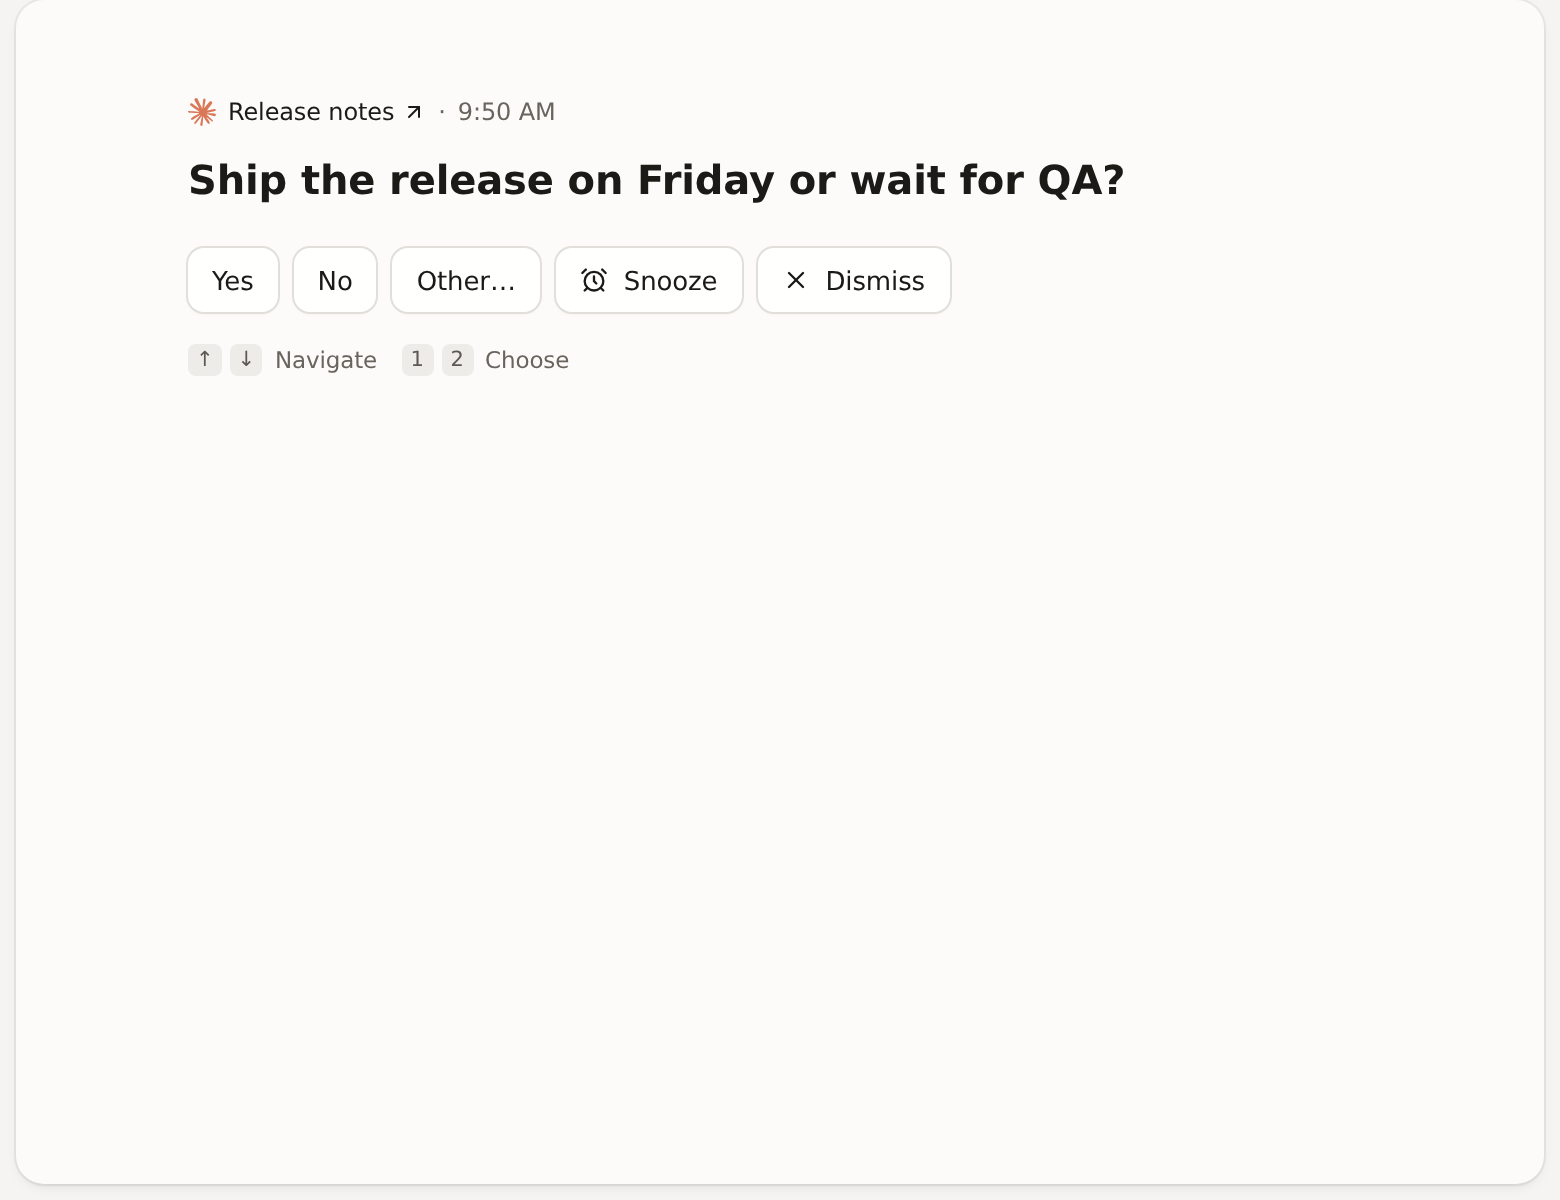 Release notes ↗ · 9:50 AM
Ship the release on Friday or wait for QA?
Yes No Other… Snooze Dismiss
↑ ↓ Navigate 1 2 Choose